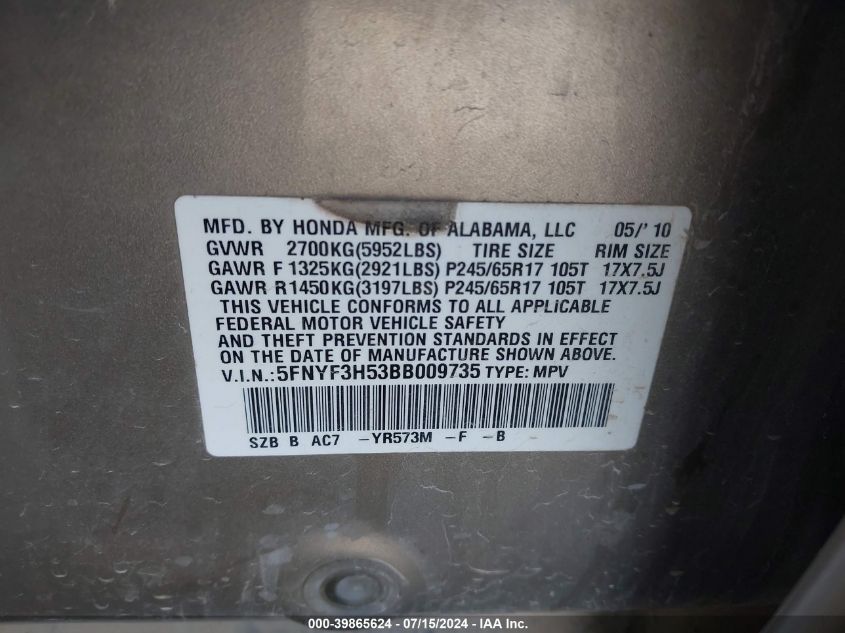 MFD. BY HONDA MFG. OF ALABAMA, LLC 05/' 10
GVWR 2700KG(5952LBS) TIRE SIZE RIM SIZE
GAWR F 1325KG(2921LBS) P245/65R17 105T 17X7.5J
GAWR R1450KG(3197LBS) P245/65R17 105T 17X7.5J
THIS VEHICLE CONFORMS TO ALL APPLICABLE
FEDERAL MOTOR VEHICLE SAFETY
AND THEFT PREVENTION STANDARDS IN EFFECT
ON THE DATE OF MANUFACTURE SHOWN ABOVE.
V.I.N.:5FNYF3H53BB009735 TYPE: MPV
SZB B AC7 -YR573M -F -B
000-39865624 - 07/15/2024 - IAA Inc.